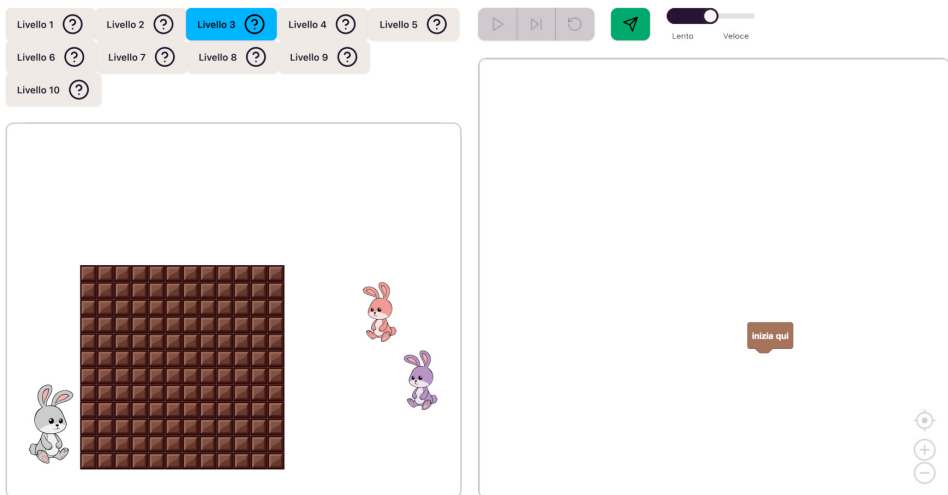 Livello 1 Livello 2 Livello 3 Livello 4 Livello 5
Livello 6 Livello 7 Livello 8 Livello 9
Livello 10
Lento Veloce
inizia qui